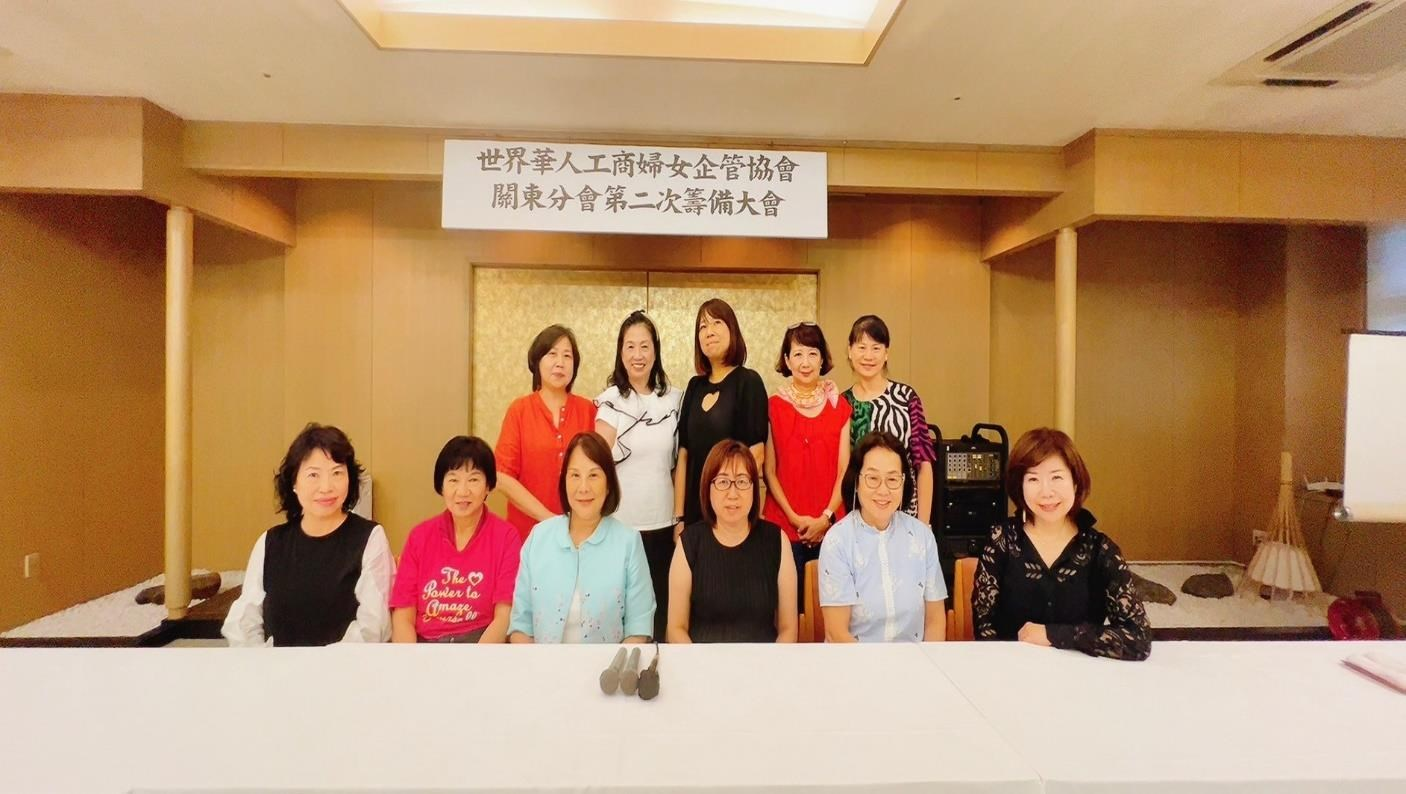 世界華人工商婦女企管協會
關東分會第二次籌備大會
The
Power to
Amaze